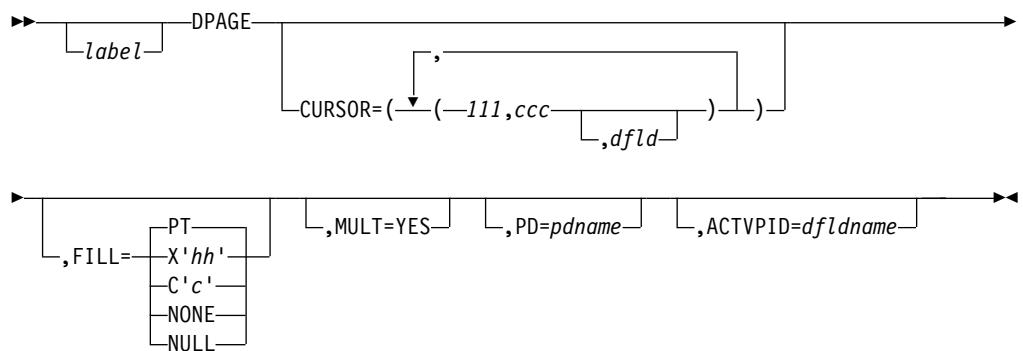 DPAGE
label
,
CURSOR=( ( 111,ccc ) )
,dfld
PT
,FILL= X'hh' ,MULT=YES ,PD=pdname ,ACTVPID=dfldname
C'c'
NONE
NULL